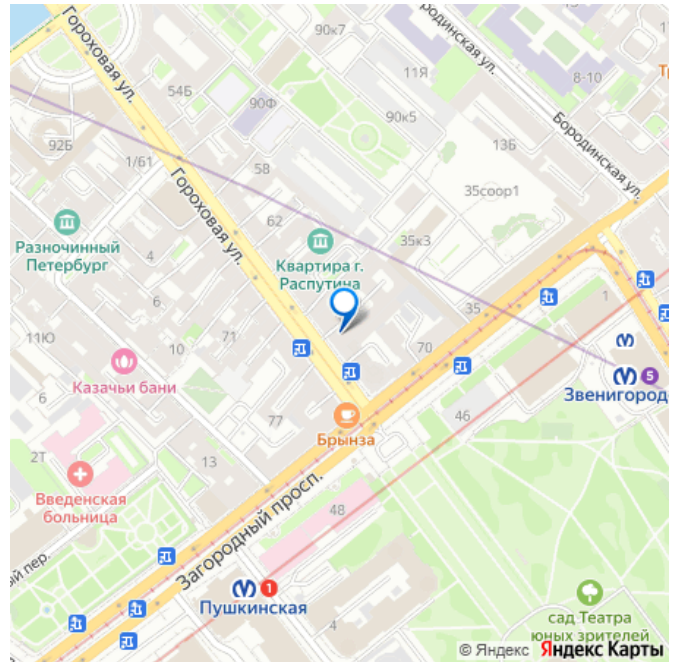 Гороховая ул.
90к7
Бородинская ул.
11Я
8-10
54Б
90Ф
90к5
Бородинская ул.
92Б
1/61
58
13Б
Гороховая ул.
35соор1
62
Разночинный
Петербург
4
Квартира г.
Распутина
35к3
6
35
1
11Ю
10
71
70
Казачьи бани
5
Звенигород
6
77
Брынза
46
2Т
13
Введенская
больница
Загородный просп.
48
ый пер.
1
Пушкинская
4
сад Театра
юных зрителей
© Яндекс Яндекс Карты